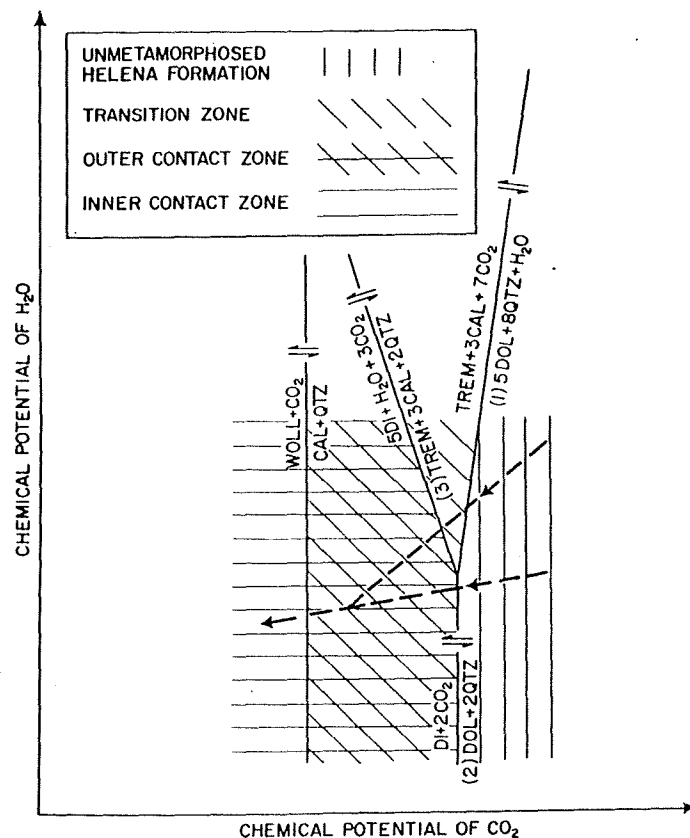 UNMETAMORPHOSED
HELENA FORMATION
TRANSITION ZONE
OUTER CONTACT ZONE
INNER CONTACT ZONE
CHEMICAL POTENTIAL OF H₂O
WOLL+CO₂
CAL+QTZ
5DI+H₂O+3CO₂
(3)TREM+3CAL+2QTZ
TREM+3CAL+7CO₂
(1)5DOL+8QTZ+H₂O
DI+2CO₂
(2)DOL+2QTZ
CHEMICAL POTENTIAL OF CO₂